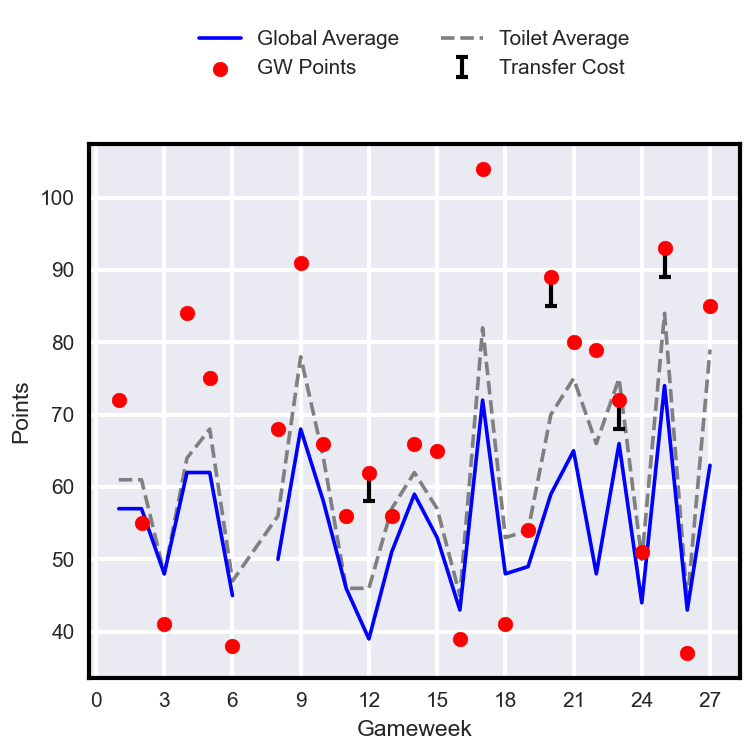 Global Average
Toilet Average
GW Points
Transfer Cost
100
90
80
70
60
50
40
Points
0 3 6 9 12 15 18 21 24 27
Gameweek